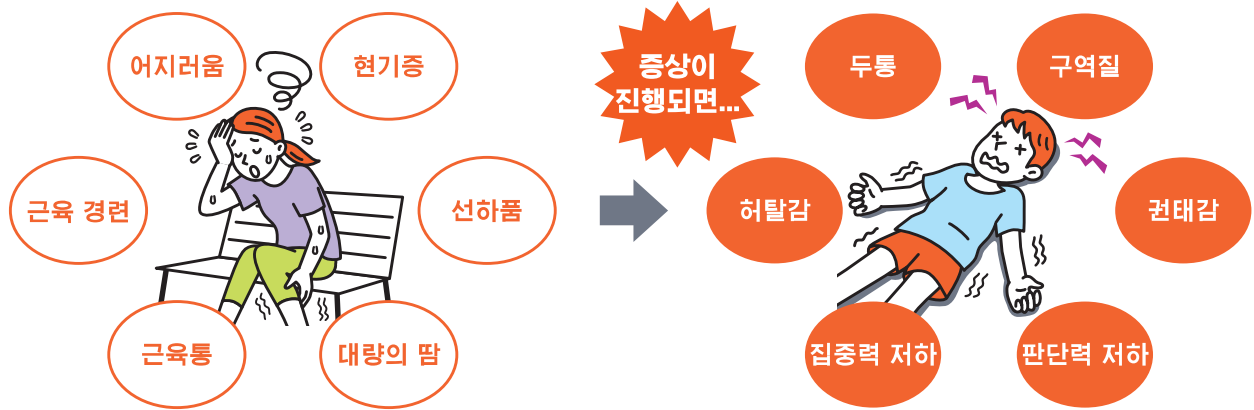 어지러움
현기증
근육 경련
선하품
근육통
대량의 땀
증상이
진행되면...
두통
구역질
허탈감
권태감
집중력 저하
판단력 저하